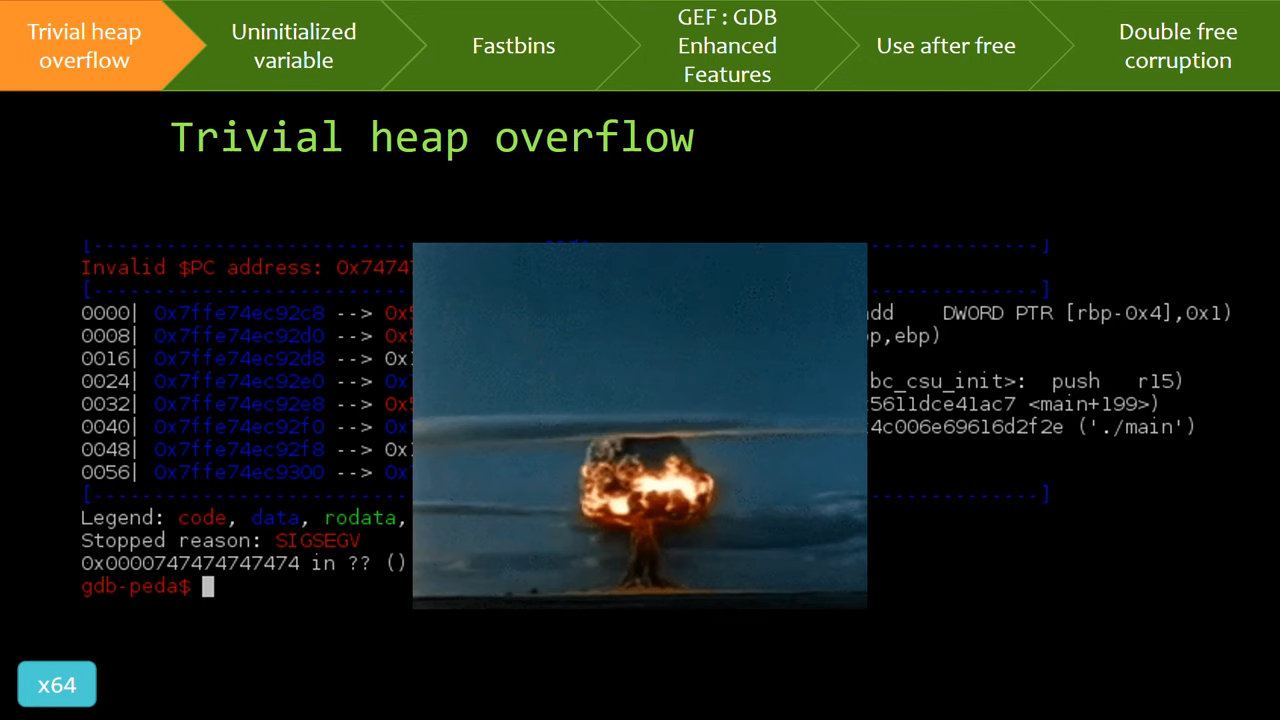 Trivial heap
overflow
Uninitialized
variable
Fastbins
GEF : GDB
Enhanced
Features
Use after free
Double free
corruption
Trivial heap overflow
[----------------------------------------------------------------------]
Invalid $PC address: 0x7474
[----------------------------------------------------------------------]
0000| 0x7ffe74ec92c8 --> 0x5 dd    DWORD PTR [rbp-0x4],0x1)
0008| 0x7ffe74ec92d0 --> 0x5 p,ebp)
0016| 0x7ffe74ec92d8 --> 0x1
0024| 0x7ffe74ec92e0 --> 0x bc_csu_init>:  push   r15)
0032| 0x7ffe74ec92e8 --> 0x5 5611dce41ac7 <main+199>)
0040| 0x7ffe74ec92f0 --> 0x 4c006e69616d2f2e ('./main')
0048| 0x7ffe74ec92f8 --> 0x1
0056| 0x7ffe74ec9300 --> 0x
[----------------------------------------------------------------------]
Legend: code, data, rodata,
Stopped reason: SIGSEGV
0x0000747474747474 in ?? ()
gdb-peda$
x64